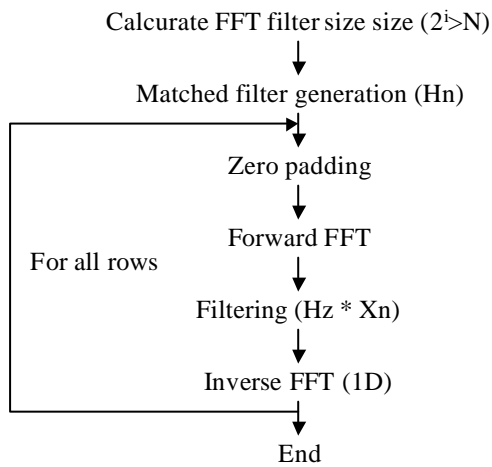 Calcurate FFT filter size size (2ⁱ>N)
Matched filter generation (Hn)
Zero padding
Forward FFT
For all rows
Filtering (Hz * Xn)
Inverse FFT (1D)
End